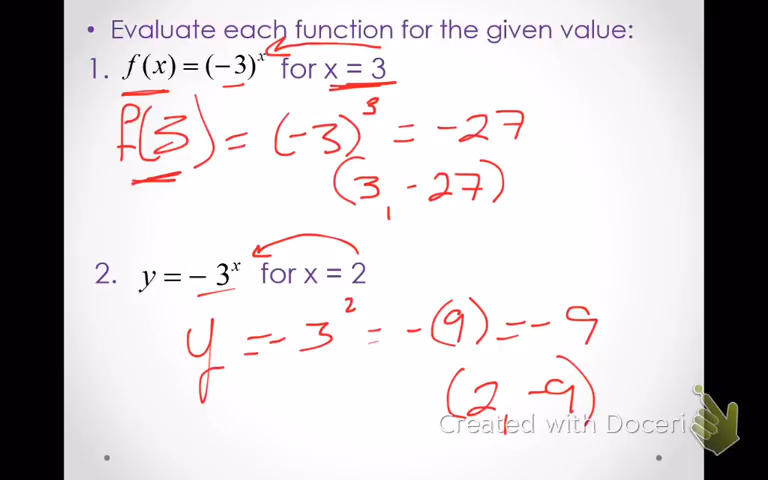 • Evaluate each function for the given value:
1. f(x) = (−3)^x for x = 3
f(3) = (-3)^3 = -27
(3, -27)
2. y = − 3^x for x = 2
y = -3^2 = -(9) = -9
(2, -9)
Created with Doceri